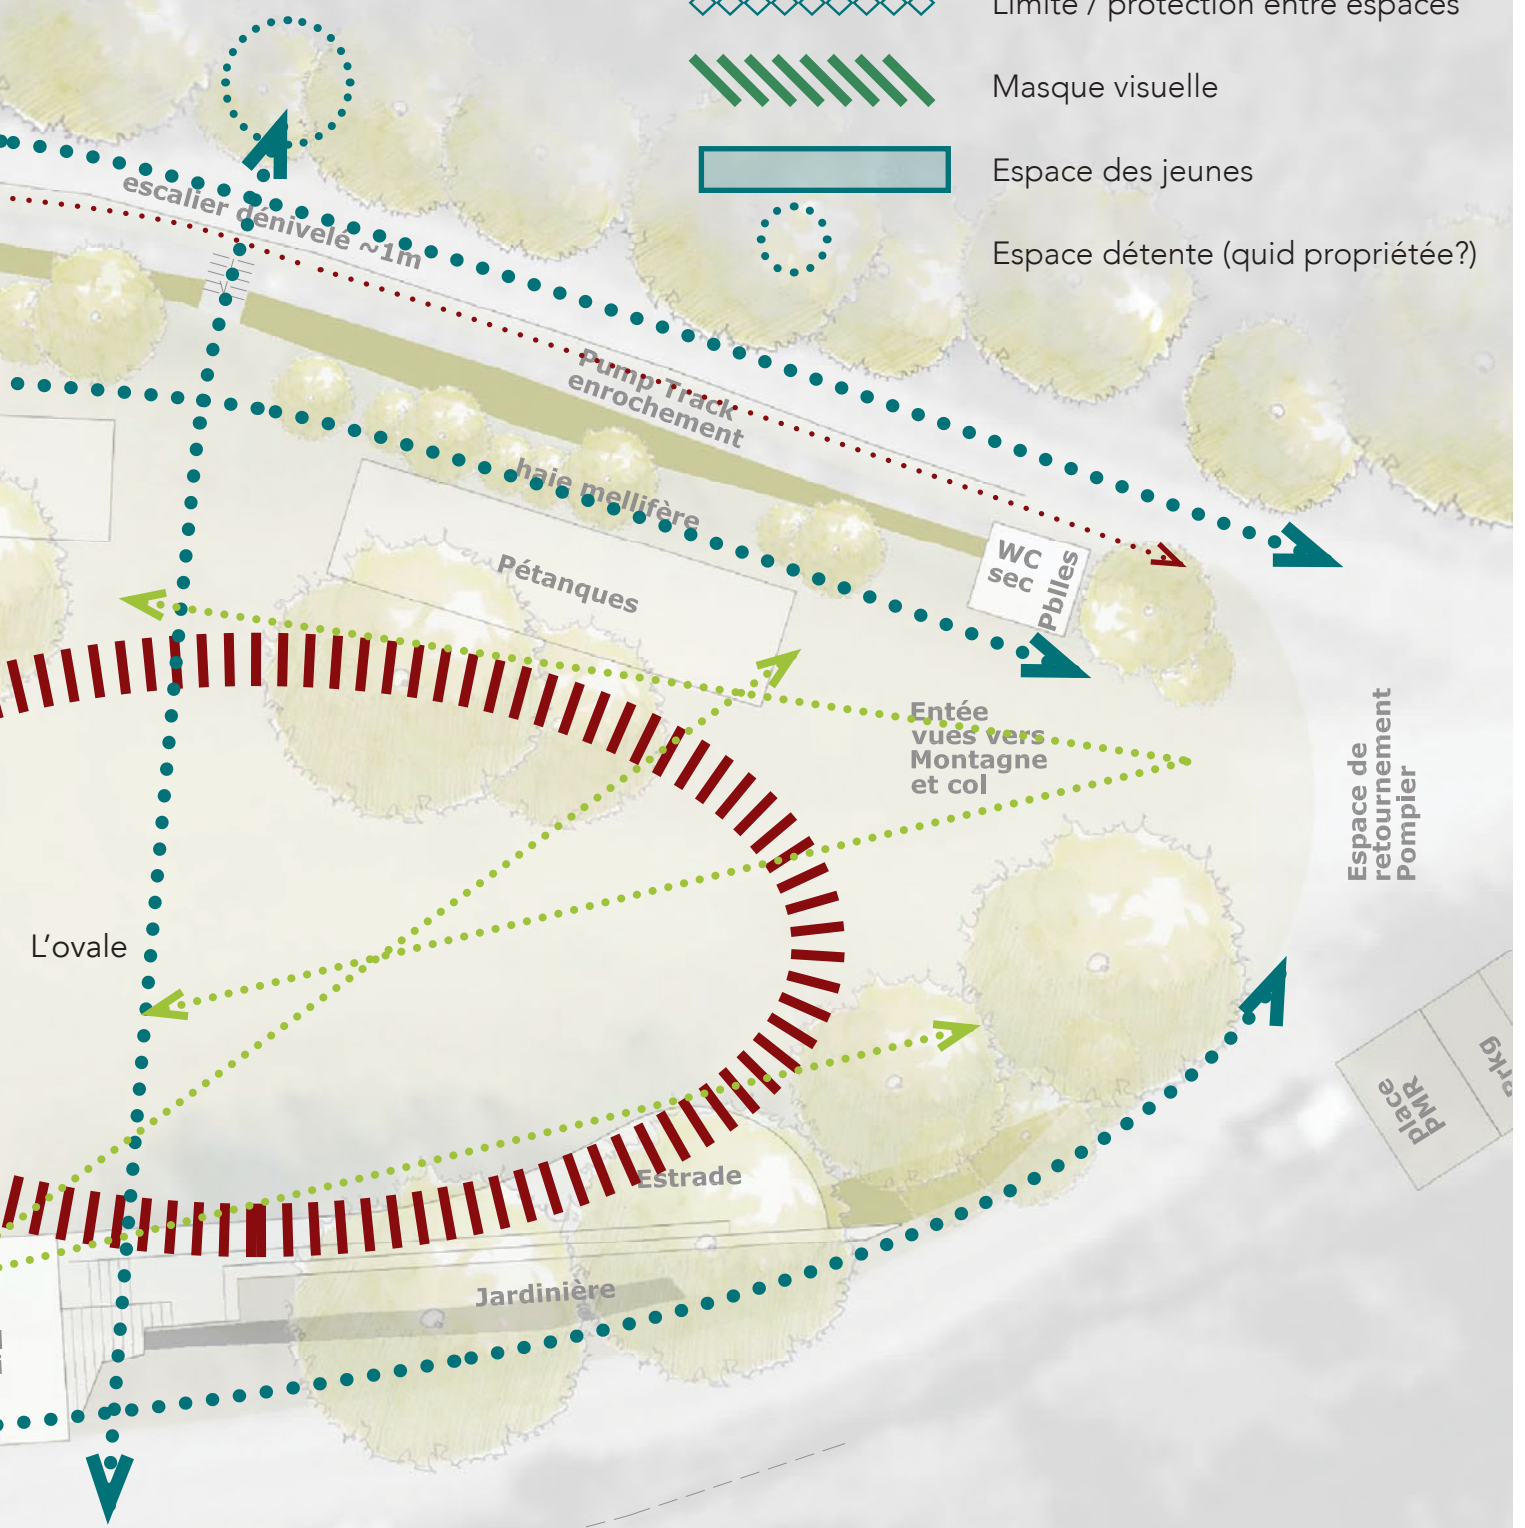 Limite / protection entre espaces
Masque visuelle
Espace des jeunes
Espace détente (quid propriétée?)
escalier dénivelé ~1m
Pump Track
enrochement
haie mellifère
Pétanques
WC
sec
Pblles
Entée
vues vers
Montagne
et col
Espace de
retournement
Pompier
L'ovale
place
PMR
Prkg
Estrade
Jardinière